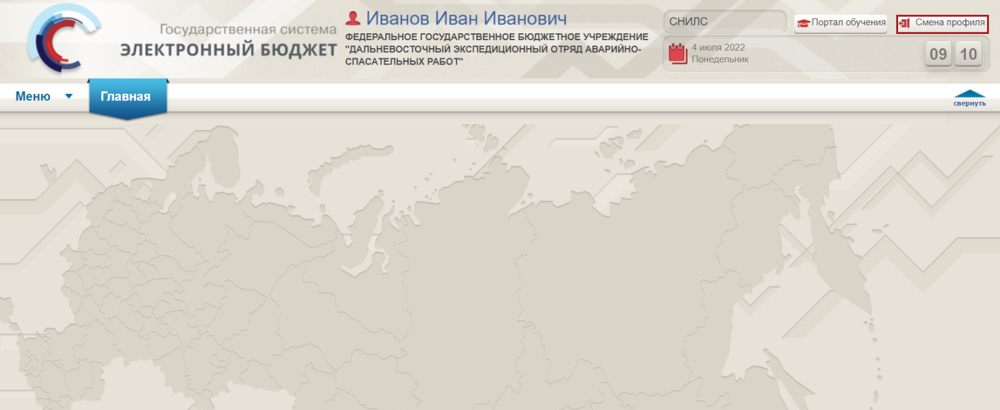 Государственная система
ЭЛЕКТРОННЫЙ БЮДЖЕТ
Иванов Иван Иванович
ФЕДЕРАЛЬНОЕ ГОСУДАРСТВЕННОЕ БЮДЖЕТНОЕ УЧРЕЖДЕНИЕ
"ДАЛЬНЕВОСТОЧНЫЙ ЭКСПЕДИЦИОННЫЙ ОТРЯД АВАРИЙНО-
СПАСАТЕЛЬНЫХ РАБОТ"
СНИЛС
Портал обучения
Смена профиля
4 июля 2022
Понедельник
09 10
Меню
Главная
свернуть